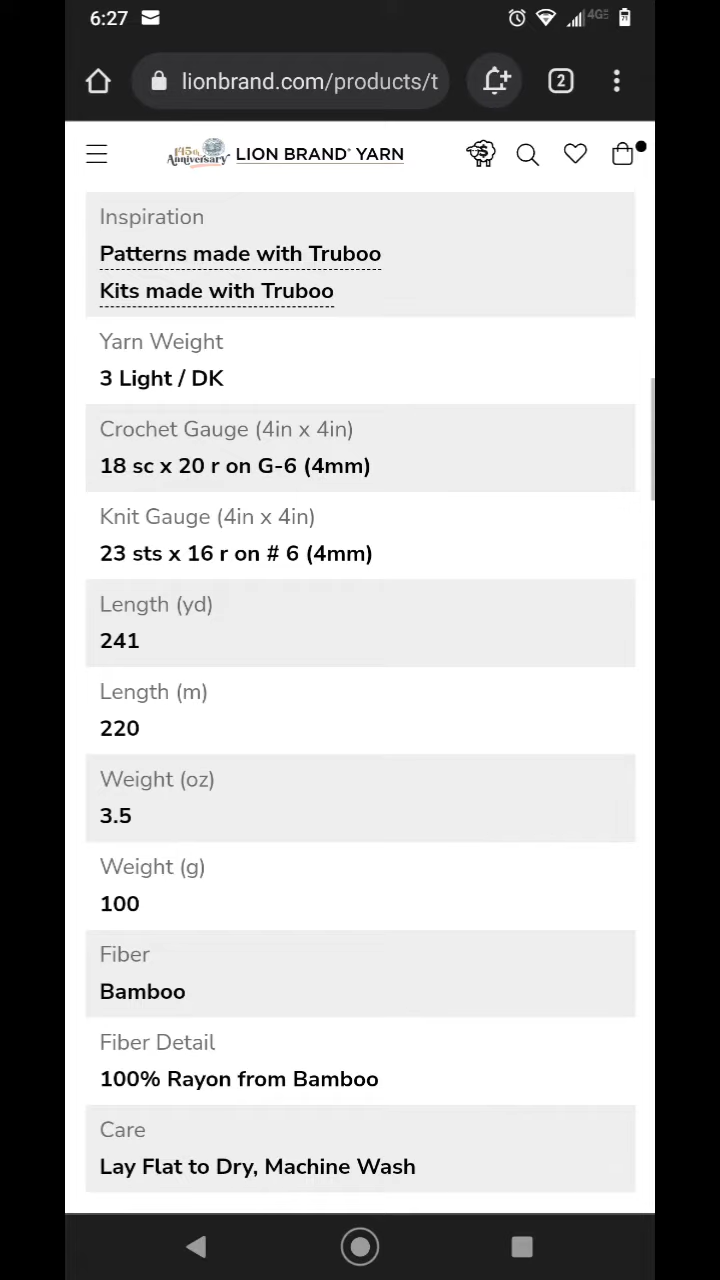 6:27
4G
71
lionbrand.com/products/t
2
145th
Anniversary
LION BRAND® YARN
$
Inspiration
Patterns made with Truboo
Kits made with Truboo
Yarn Weight
3 Light / DK
Crochet Gauge (4in x 4in)
18 sc x 20 r on G-6 (4mm)
Knit Gauge (4in x 4in)
23 sts x 16 r on # 6 (4mm)
Length (yd)
241
Length (m)
220
Weight (oz)
3.5
Weight (g)
100
Fiber
Bamboo
Fiber Detail
100% Rayon from Bamboo
Care
Lay Flat to Dry, Machine Wash